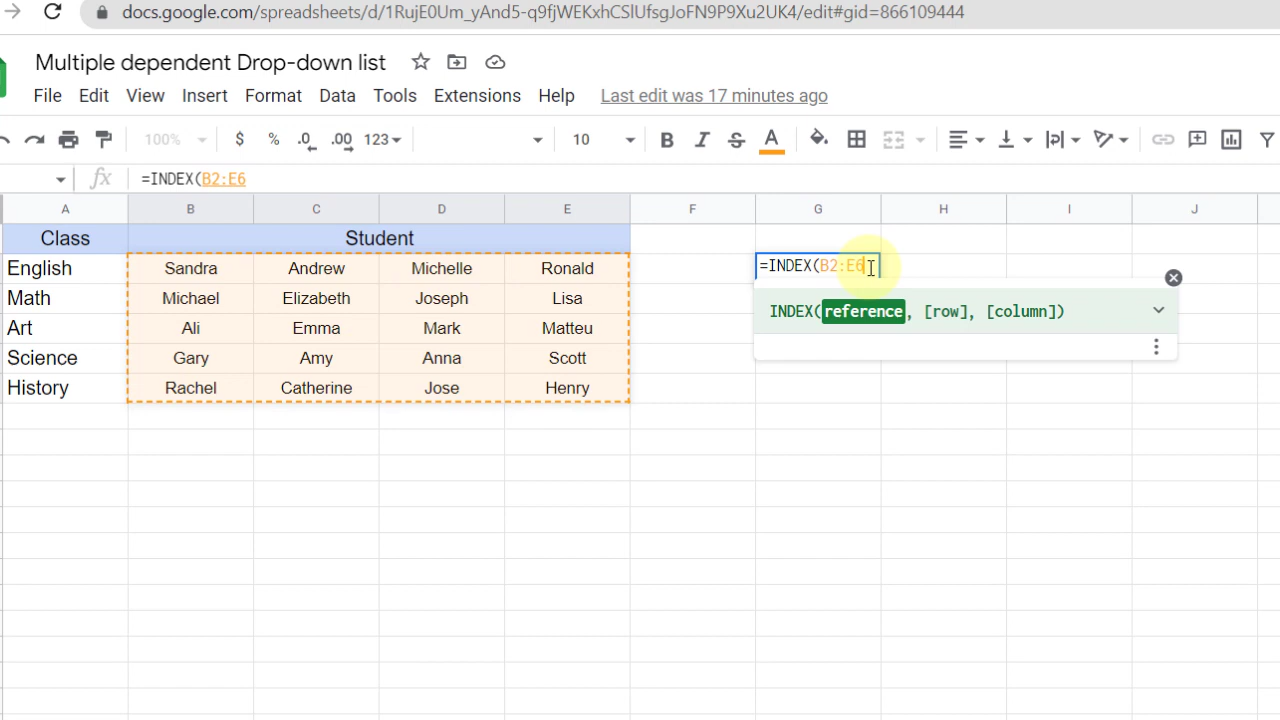 docs.google.com/spreadsheets/d/1RujE0Um_yAnd5-q9fjWEKxhCSlUfsgJoFN9P9Xu2UK4/edit#gid=866109444
Multiple dependent Drop-down list
File Edit View Insert Format Data Tools Extensions Help Last edit was 17 minutes ago
100% $ % .0 .00 123 10 B I S A
fx =INDEX(B2:E6
A B C D E F G H I J
Class Student
English Sandra Andrew Michelle Ronald =INDEX(B2:E6
Math Michael Elizabeth Joseph Lisa INDEX(reference, [row], [column])
Art Ali Emma Mark Matteu
Science Gary Amy Anna Scott
History Rachel Catherine Jose Henry